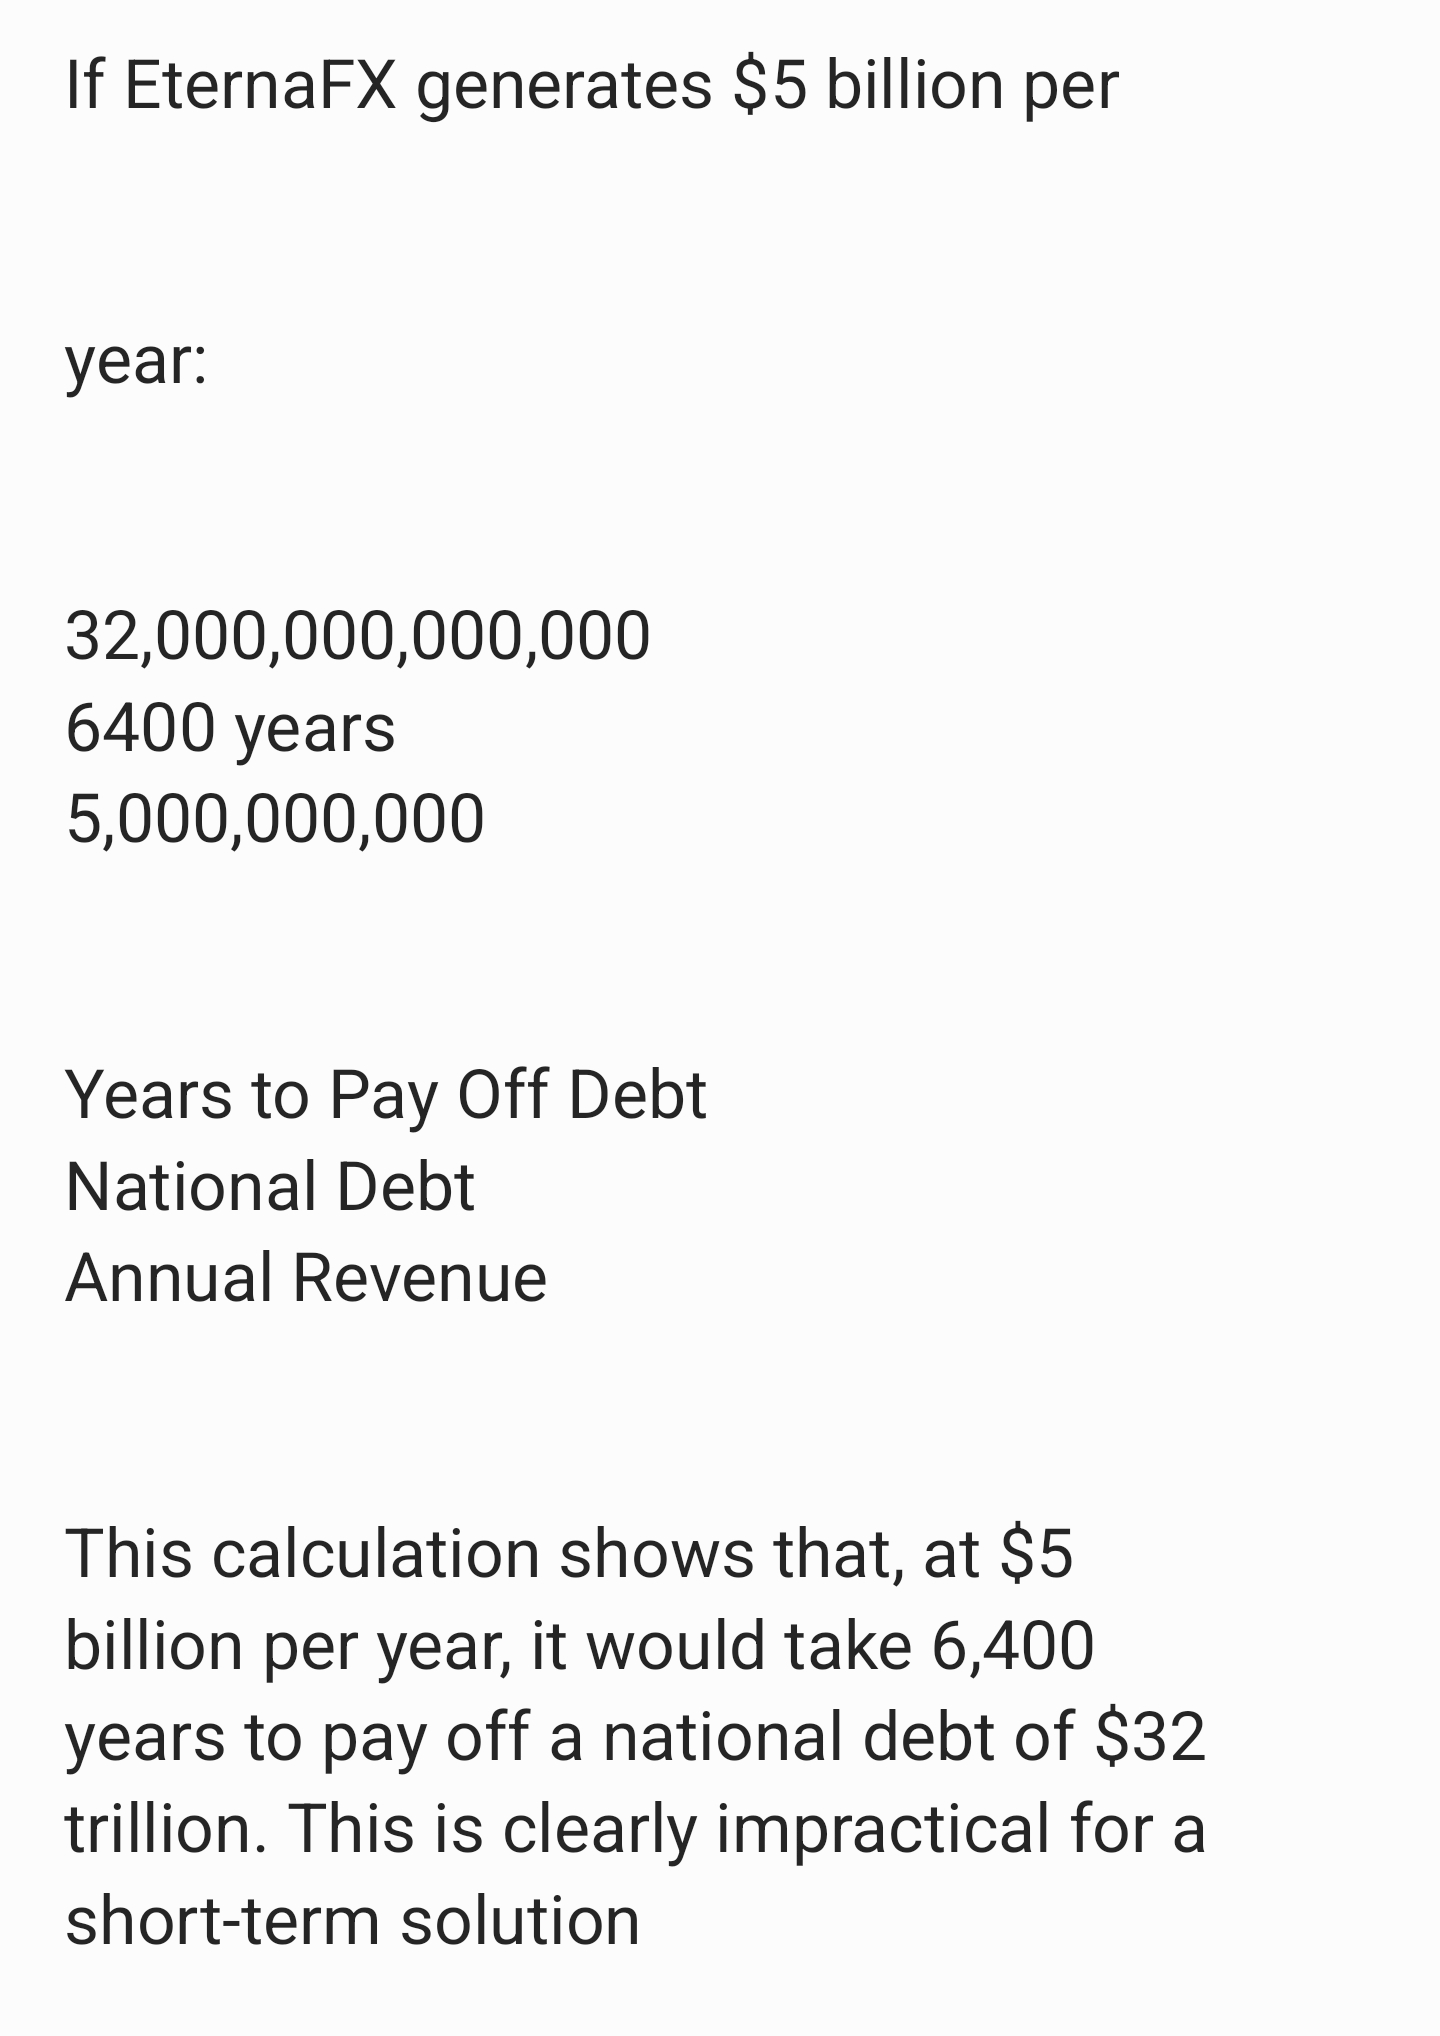 If EternaFX generates $5 billion per
year:
32,000,000,000,000
6400 years
5,000,000,000
Years to Pay Off Debt
National Debt
Annual Revenue
This calculation shows that, at $5
billion per year, it would take 6,400
years to pay off a national debt of $32
trillion. This is clearly impractical for a
short-term solution